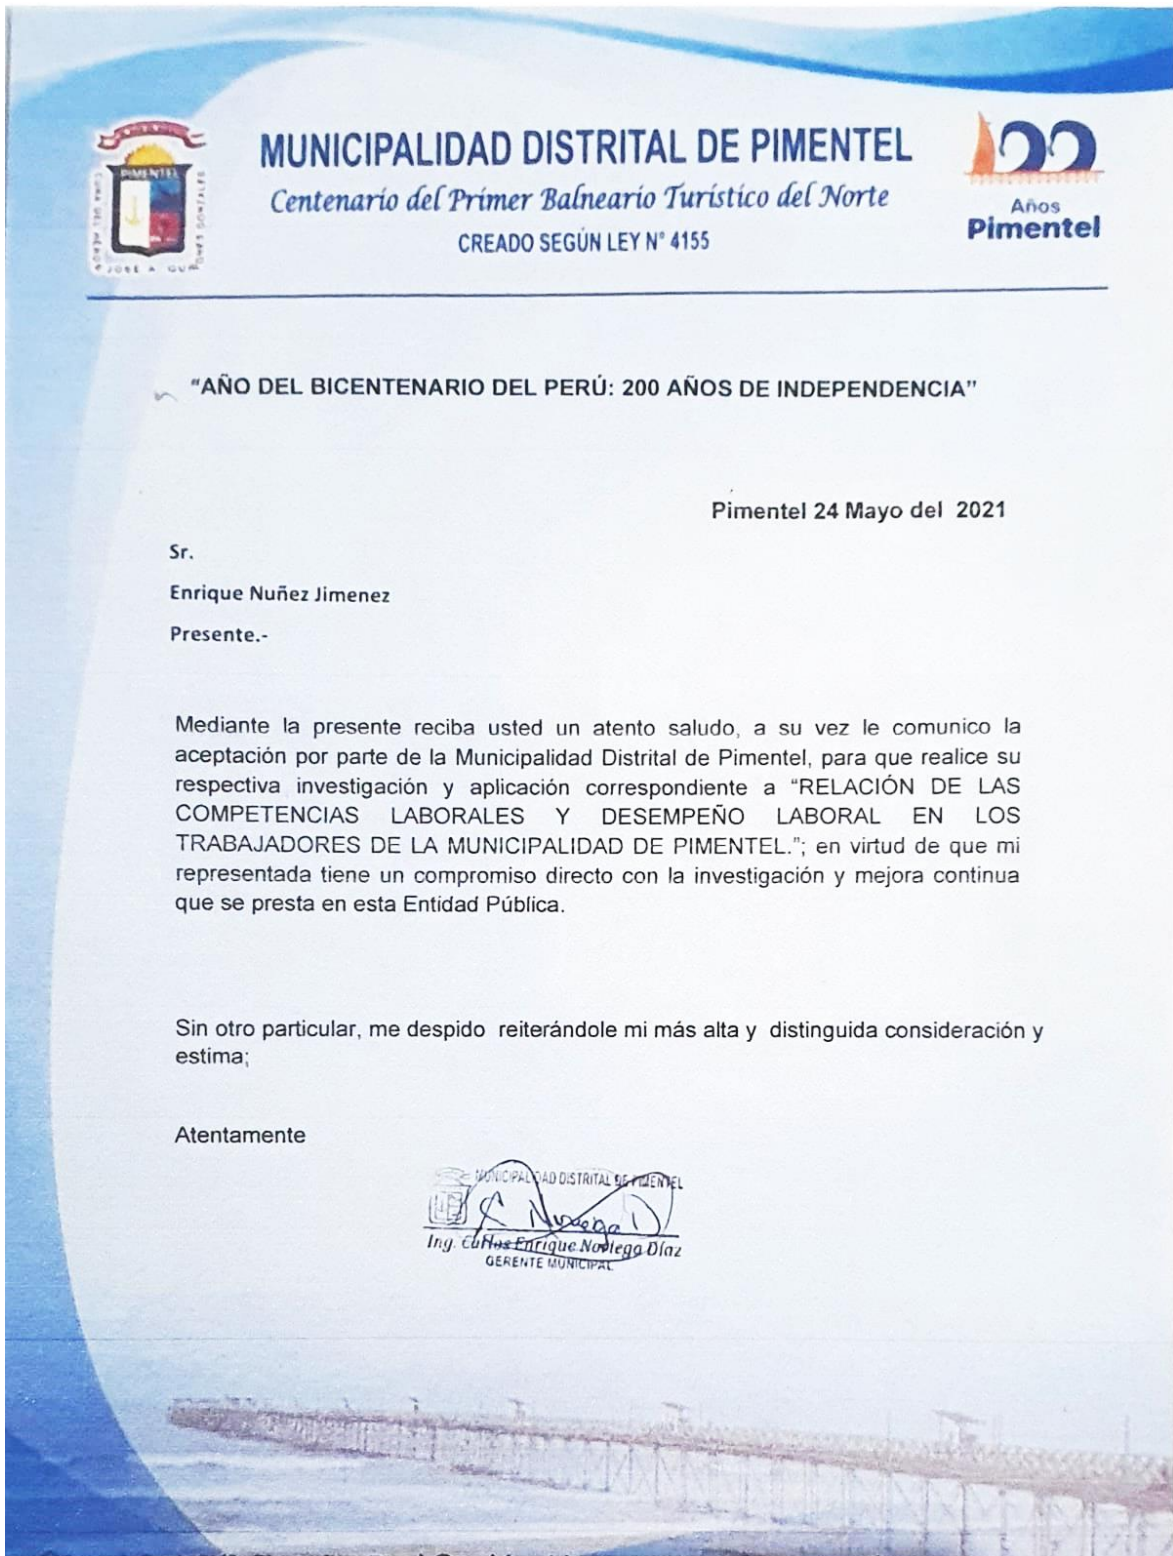 MUNICIPALIDAD DISTRITAL DE PIMENTEL
Centenario del Primer Balneario Turístico del Norte
CREADO SEGÚN LEY N° 4155
PIMENTEL
100
Años
Pimentel
"AÑO DEL BICENTENARIO DEL PERÚ: 200 AÑOS DE INDEPENDENCIA"
Pimentel 24 Mayo del 2021
Sr.
Enrique Nuñez Jimenez
Presente.-
Mediante la presente reciba usted un atento saludo, a su vez le comunico la
aceptación por parte de la Municipalidad Distrital de Pimentel, para que realice su
respectiva investigación y aplicación correspondiente a "RELACIÓN DE LAS
COMPETENCIAS LABORALES Y DESEMPEÑO LABORAL EN LOS
TRABAJADORES DE LA MUNICIPALIDAD DE PIMENTEL."; en virtud de que mi
representada tiene un compromiso directo con la investigación y mejora continua
que se presta en esta Entidad Pública.
Sin otro particular, me despido reiterándole mi más alta y distinguida consideración y
estima;
Atentamente
MUNICIPALIDAD DISTRITAL DE PIMENTEL
C Noriega D
Ing. Carlos Enrique Noriega Díaz
GERENTE MUNICIPAL